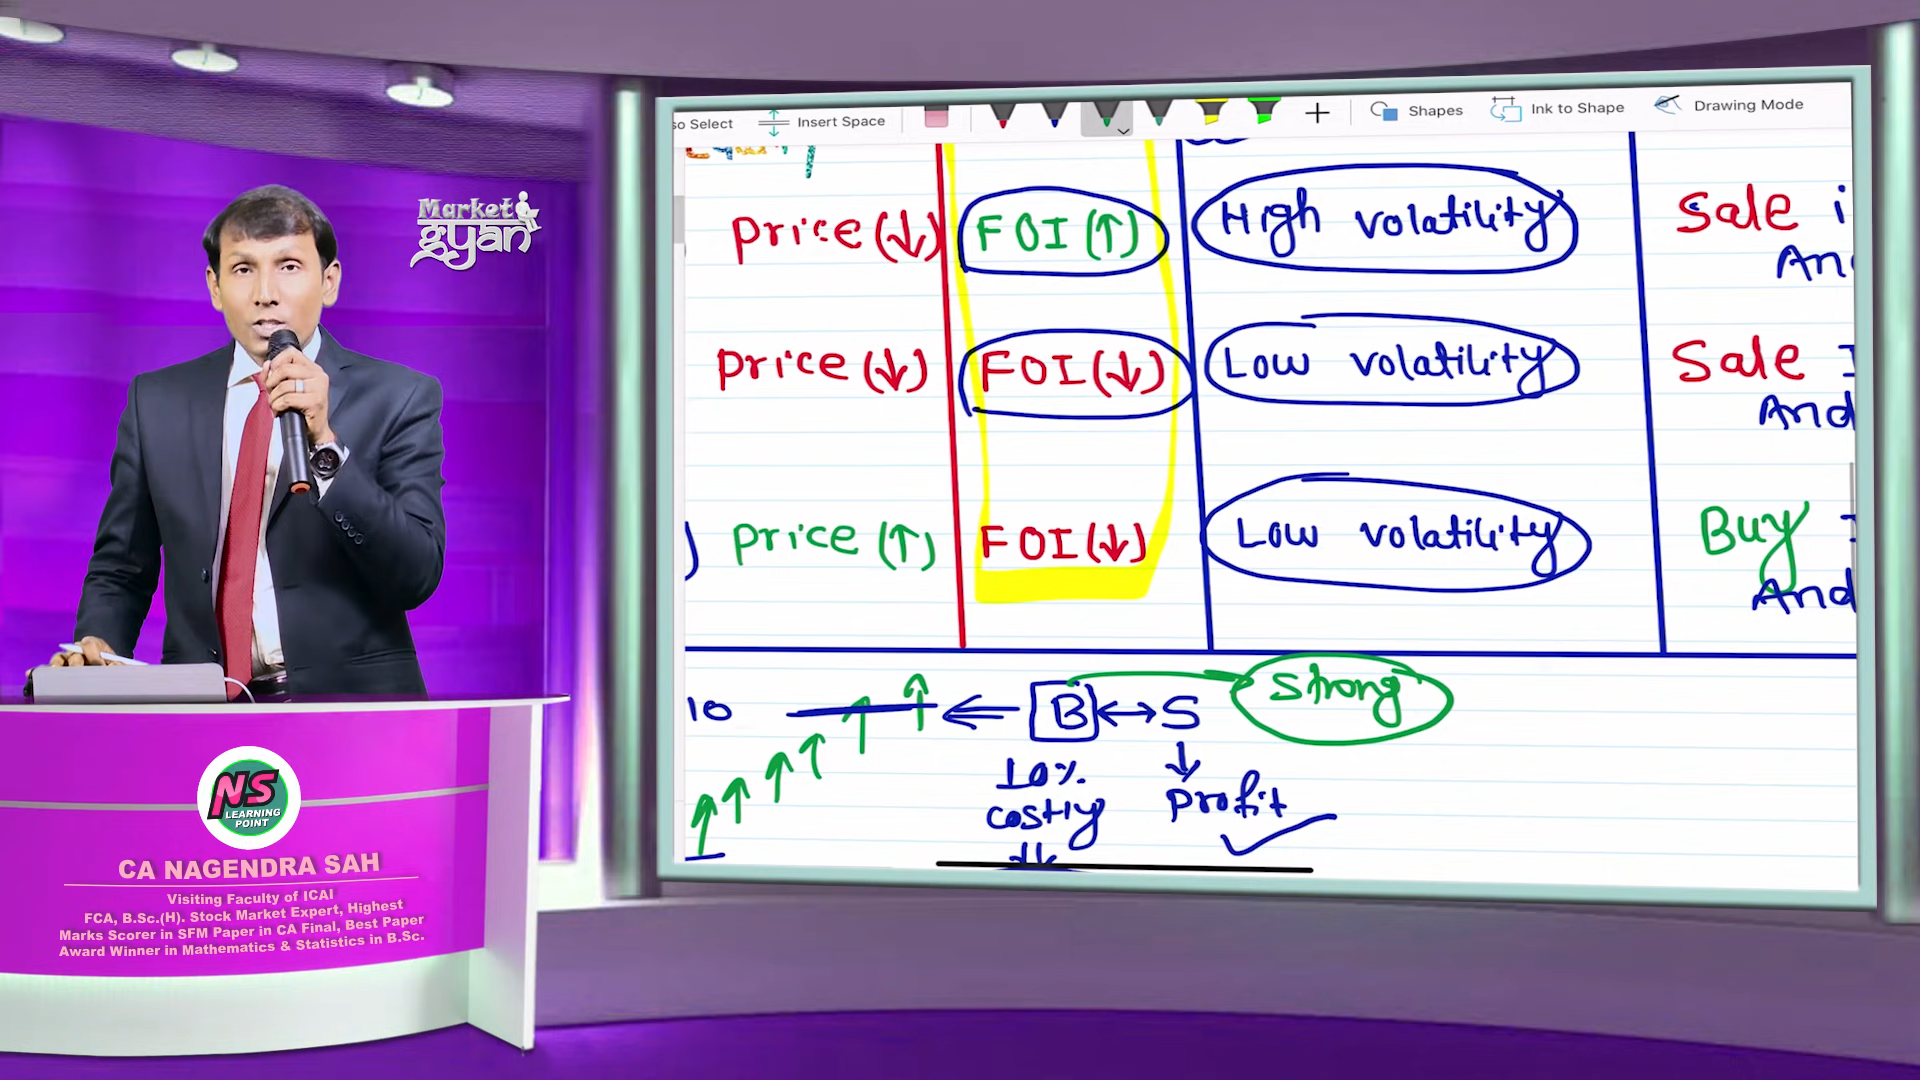 Market
gyan
so Select
Insert Space
Shapes
Ink to Shape
Drawing Mode
Price (↓)
FOI (↑)
High volatility
Sale i
An
Price (↓)
FOI (↓)
Low volatility
Sale I
And
Price (↑)
FOI (↓)
Low volatility
Buy I
And
10
B ↔ S
Strong
10%
costly
Profit
NS
LEARNING
POINT
CA NAGENDRA SAH
Visiting Faculty of ICAI
FCA, B.Sc.(H). Stock Market Expert, Highest
Marks Scorer in SFM Paper in CA Final, Best Paper
Award Winner in Mathematics & Statistics in B.Sc.